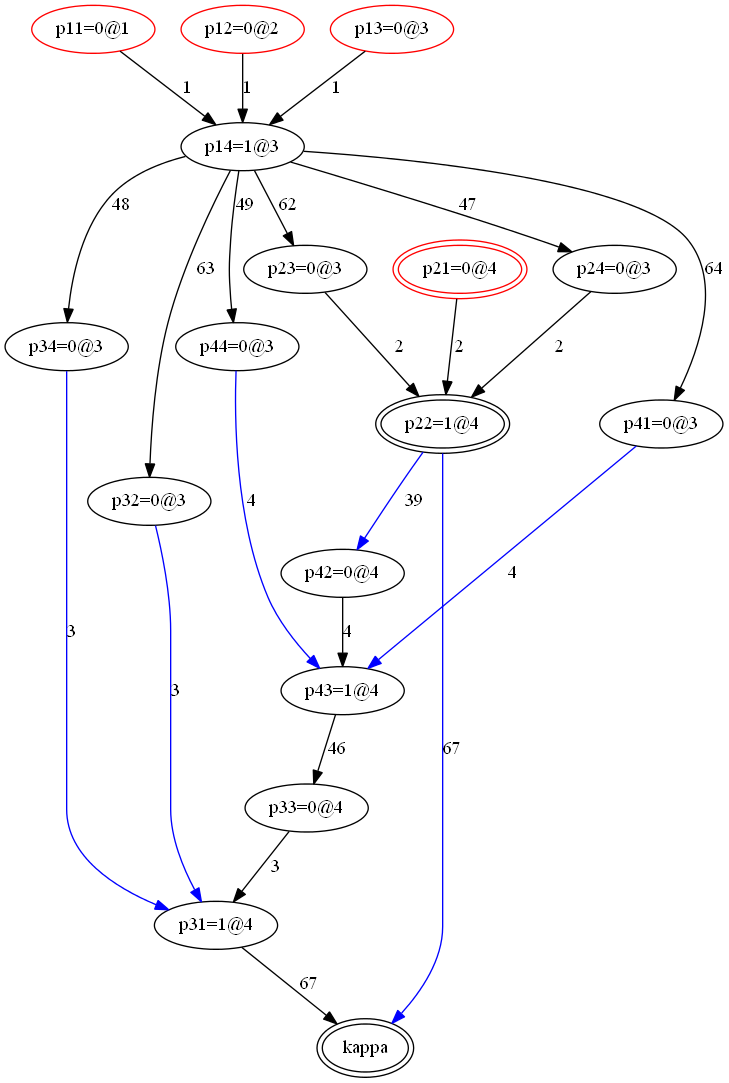 p11=0@1 p12=0@2 p13=0@3
1 1 1
p14=1@3
48 63 49 62 47 64
p23=0@3 p21=0@4 p24=0@3
p34=0@3 p44=0@3 2 2 2
p22=1@4 p41=0@3
p32=0@3 4 39
p42=0@4 4
3 4
3 p43=1@4
46 67
p33=0@4
3
p31=1@4
67
kappa